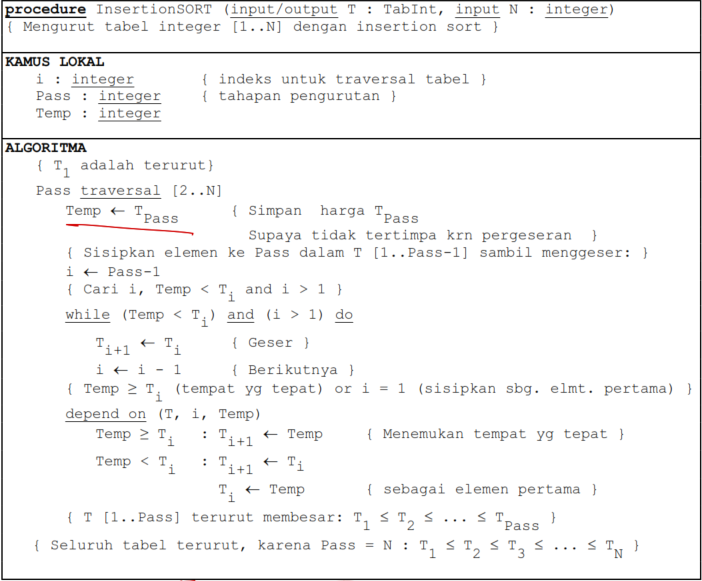 procedure InsertionSORT (input/output T : TabInt, input N : integer)
{ Mengurut tabel integer [1..N] dengan insertion sort }
KAMUS LOKAL
i : integer { indeks untuk traversal tabel }
Pass : integer { tahapan pengurutan }
Temp : integer
ALGORITMA
{ T1 adalah terurut}
Pass traversal [2..N]
Temp ← TPass { Simpan harga TPass
Supaya tidak tertimpa krn pergeseran }
{ Sisipkan elemen ke Pass dalam T [1..Pass-1] sambil menggeser: }
i ← Pass-1
{ Cari i, Temp < Ti and i > 1 }
while (Temp < Ti) and (i > 1) do
Ti+1 ← Ti { Geser }
i ← i - 1 { Berikutnya }
{ Temp ≥ Ti (tempat yg tepat) or i = 1 (sisipkan sbg. elmt. pertama) }
depend on (T, i, Temp)
Temp ≥ Ti : Ti+1 ← Temp { Menemukan tempat yg tepat }
Temp < Ti : Ti+1 ← Ti
Ti ← Temp { sebagai elemen pertama }
{ T [1..Pass] terurut membesar: T1 ≤ T2 ≤ ... ≤ TPass }
{ Seluruh tabel terurut, karena Pass = N : T1 ≤ T2 ≤ T3 ≤ ... ≤ TN }